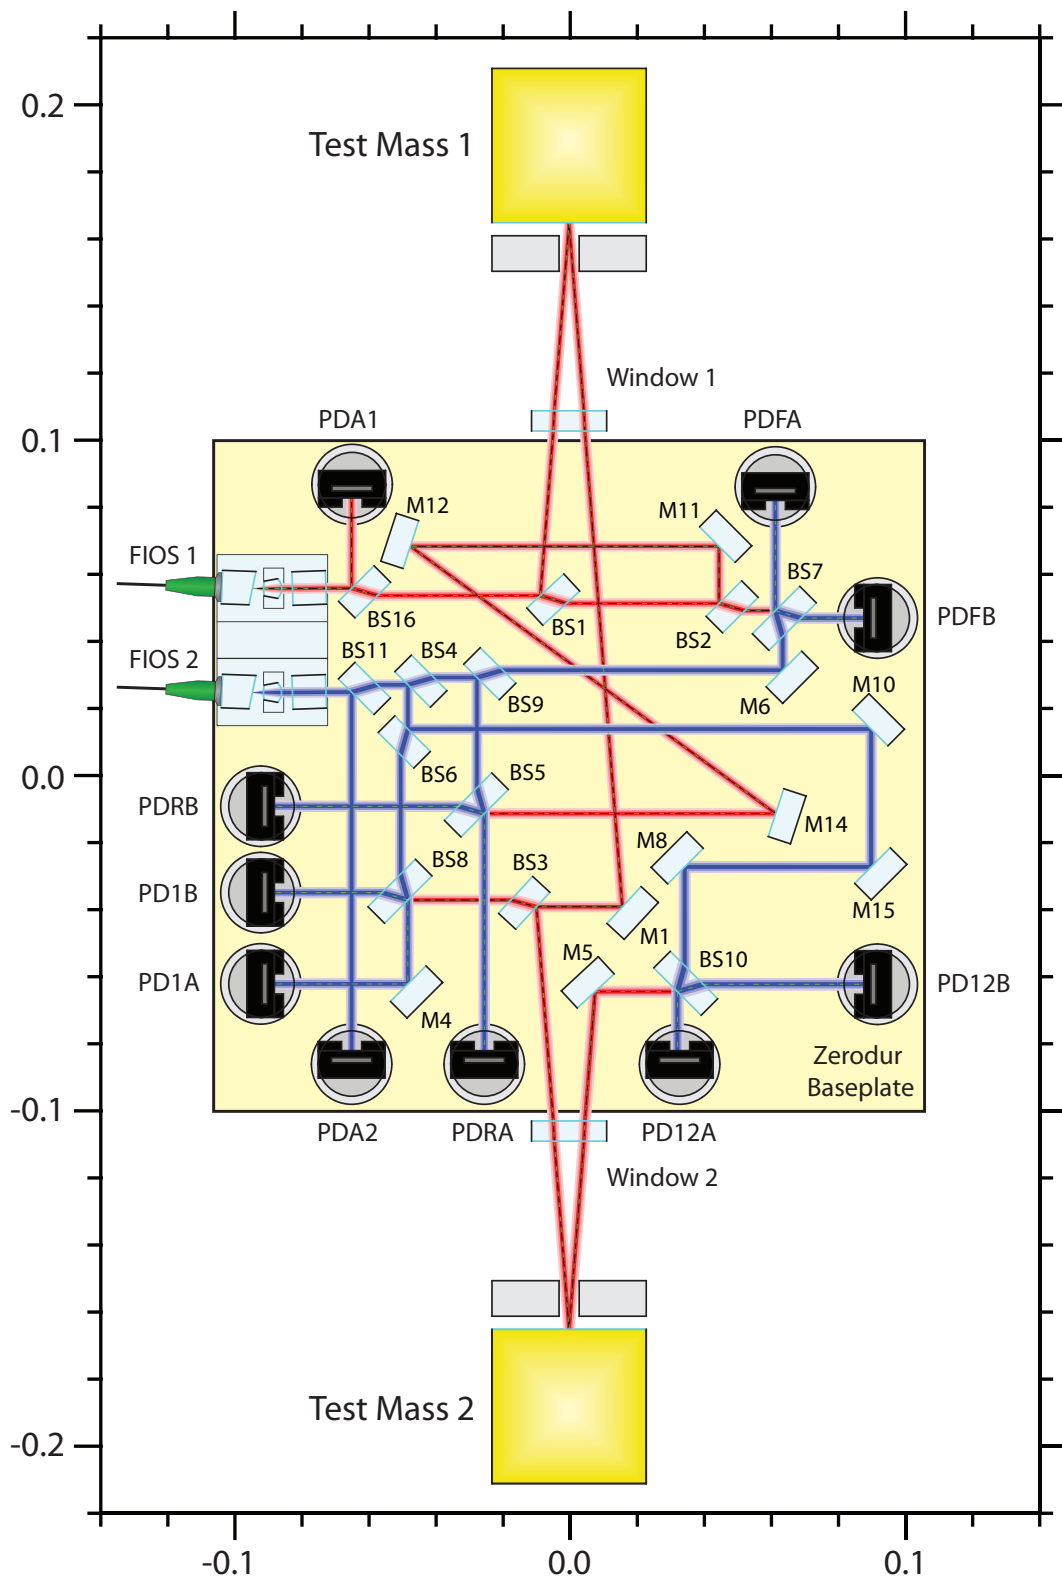 0.2
Test Mass 1
Window 1
PDA1
PDFA
0.1
M12
M11
FIOS 1
BS7
BS16
BS1
BS2
PDFB
FIOS 2
BS11
BS4
M10
BS9
M6
0.0
BS6
BS5
PDRB
M14
M8
BS8
BS3
PD1B
M15
M1
M5
BS10
PD1A
PD12B
M4
Zerodur
Baseplate
-0.1
PDA2
PDRA
PD12A
Window 2
Test Mass 2
-0.2
-0.1
0.0
0.1